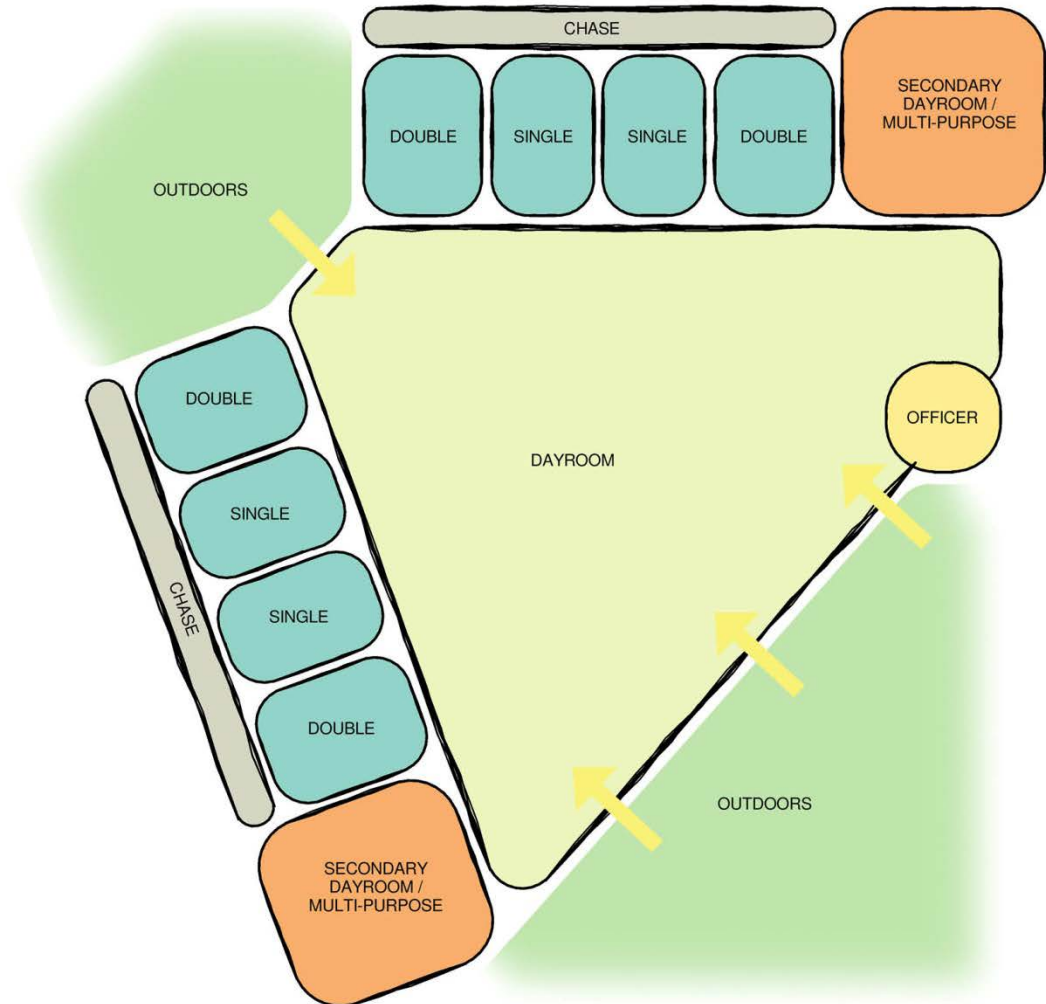 CHASE
SECONDARY
DAYROOM /
MULTI-PURPOSE
DOUBLE
SINGLE
SINGLE
DOUBLE
OUTDOORS
DOUBLE
OFFICER
DAYROOM
SINGLE
CHASE
SINGLE
DOUBLE
OUTDOORS
SECONDARY
DAYROOM /
MULTI-PURPOSE